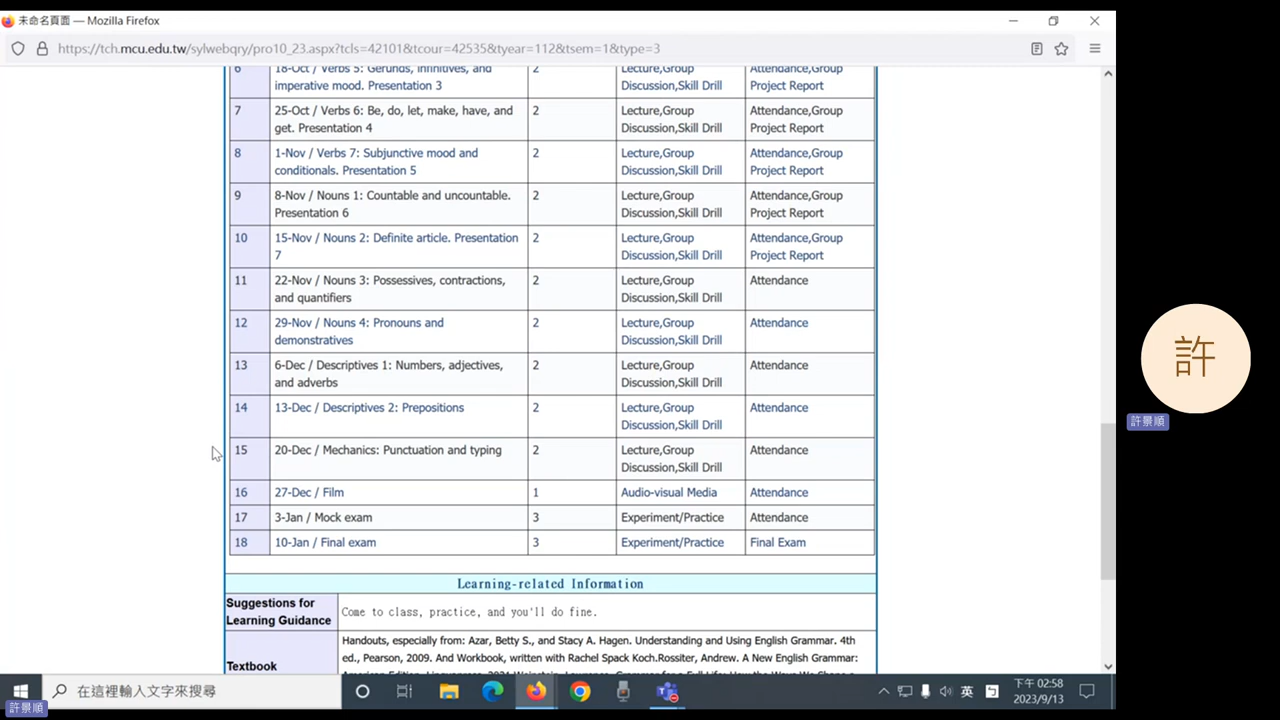 未命名頁面 — Mozilla Firefox
https://tch.mcu.edu.tw/sylwebqry/pro10_23.aspx?tcls=42101&tcour=42535&tyear=112&tsem=1&type=3
6 18-Oct / Verbs 5: Gerunds, infinitives, and 2 Lecture,Group Attendance,Group
imperative mood. Presentation 3 Discussion,Skill Drill Project Report
7 25-Oct / Verbs 6: Be, do, let, make, have, and 2 Lecture,Group Attendance,Group
get. Presentation 4 Discussion,Skill Drill Project Report
8 1-Nov / Verbs 7: Subjunctive mood and 2 Lecture,Group Attendance,Group
conditionals. Presentation 5 Discussion,Skill Drill Project Report
9 8-Nov / Nouns 1: Countable and uncountable. 2 Lecture,Group Attendance,Group
Presentation 6 Discussion,Skill Drill Project Report
10 15-Nov / Nouns 2: Definite article. Presentation 2 Lecture,Group Attendance,Group
7 Discussion,Skill Drill Project Report
11 22-Nov / Nouns 3: Possessives, contractions, 2 Lecture,Group Attendance
and quantifiers Discussion,Skill Drill
12 29-Nov / Nouns 4: Pronouns and 2 Lecture,Group Attendance
demonstratives Discussion,Skill Drill
13 6-Dec / Descriptives 1: Numbers, adjectives, 2 Lecture,Group Attendance
and adverbs Discussion,Skill Drill
14 13-Dec / Descriptives 2: Prepositions 2 Lecture,Group Attendance
Discussion,Skill Drill
15 20-Dec / Mechanics: Punctuation and typing 2 Lecture,Group Attendance
Discussion,Skill Drill
16 27-Dec / Film 1 Audio-visual Media Attendance
17 3-Jan / Mock exam 3 Experiment/Practice Attendance
18 10-Jan / Final exam 3 Experiment/Practice Final Exam
Learning-related Information
Suggestions for
Learning Guidance
Come to class, practice, and you'll do fine.
Textbook
Handouts, especially from: Azar, Betty S., and Stacy A. Hagen. Understanding and Using English Grammar. 4th
ed., Pearson, 2009. And Workbook, written with Rachel Spack Koch.Rossiter, Andrew. A New English Grammar:
許
許景順
在這裡輸入文字來搜尋
英
下午 02:58
2023/9/13
許景順